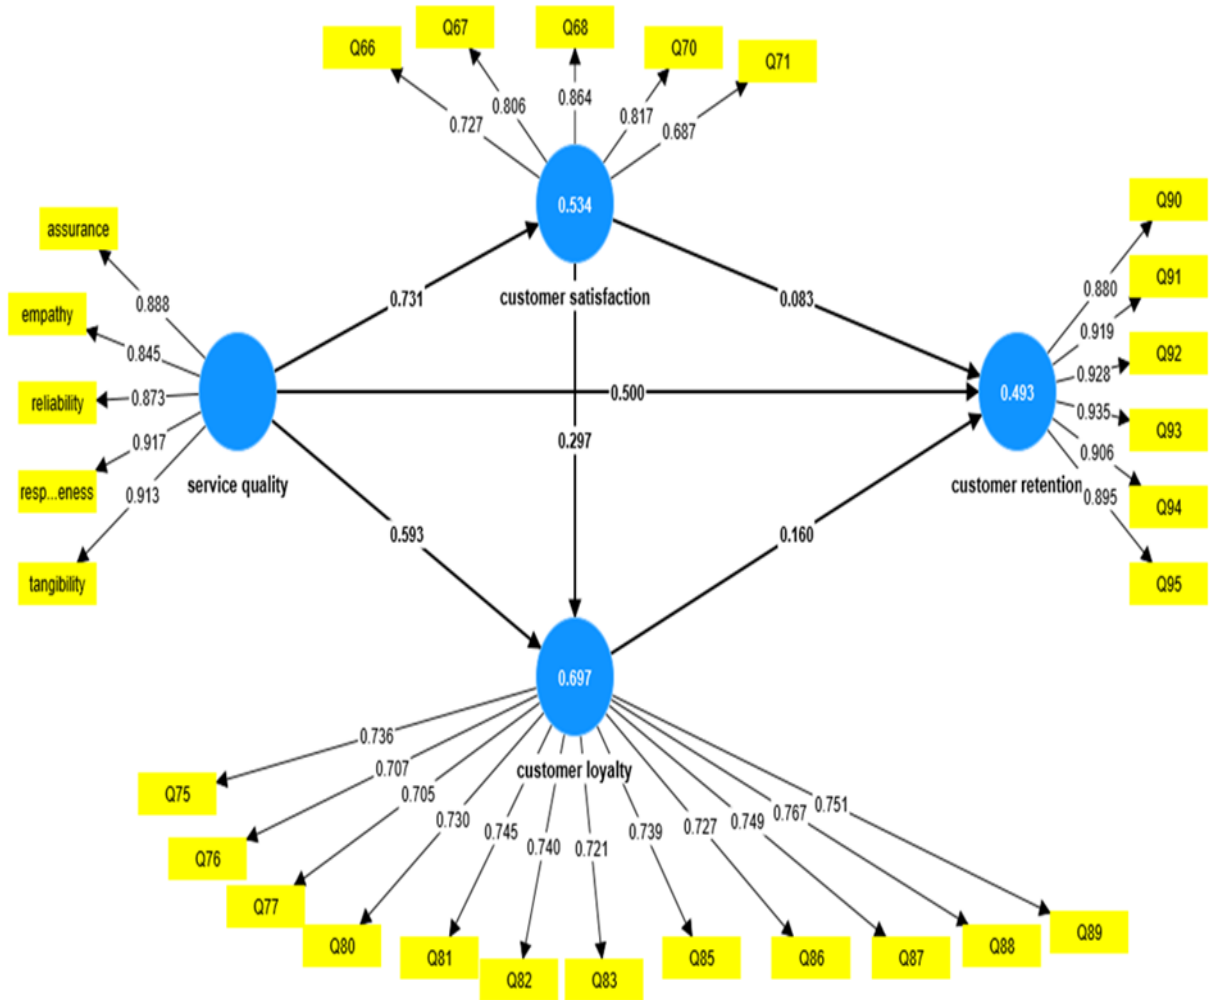 Q66
Q67
Q68
Q70
Q71
0.727
0.806
0.864
0.817
0.687
0.534
customer satisfaction
assurance
empathy
reliability
resp...eness
tangibility
0.888
0.845
0.873
0.917
0.913
service quality
0.731
0.083
0.500
0.297
0.593
0.160
Q90
Q91
Q92
Q93
Q94
Q95
0.880
0.919
0.928
0.935
0.906
0.895
0.493
customer retention
0.697
customer loyalty
0.736
0.707
0.705
0.730
0.745
0.740
0.721
0.739
0.727
0.749
0.767
0.751
Q75
Q76
Q77
Q80
Q81
Q82
Q83
Q85
Q86
Q87
Q88
Q89